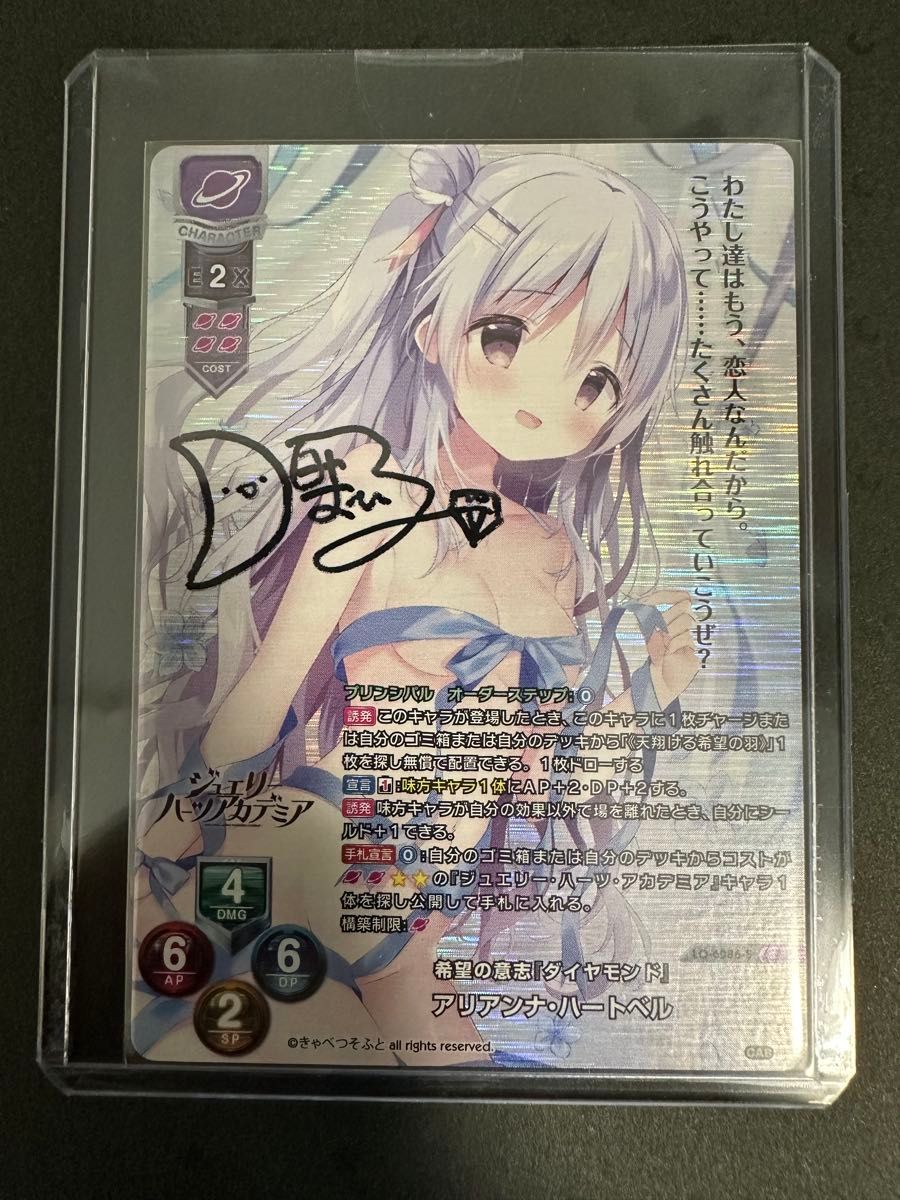 CHARACTER
E 2 X
COST
わたし達はもう、恋人なんだから。
こうやって……たくさん触れ合っていこうぜ?
プリンシパル オーダーステップ:0
誘発 このキャラが登場したとき、このキャラに1枚チャージまた
は自分のゴミ箱または自分のデッキから「《天翔ける希望の羽》」1
枚を探し無償で配置できる。1枚ドローする
宣言 1:味方キャラ1体にAP+2・DP+2する。
誘発 味方キャラが自分の効果以外で場を離れたとき、自分にシー
ルド+1できる。
手札宣言 0:自分のゴミ箱または自分のデッキからコストが
の『ジュエリー・ハーツ・アカデミア』キャラ1
体を探し公開して手札に入れる。
構築制限:
ジュエリー
ハーツアカデミア
4
DMG
6
AP
6
DP
2
SP
LO-6086-S
希望の意志『ダイヤモンド』
アリアンナ・ハートベル
©きゃべつそふと all rights reserved.
CAB